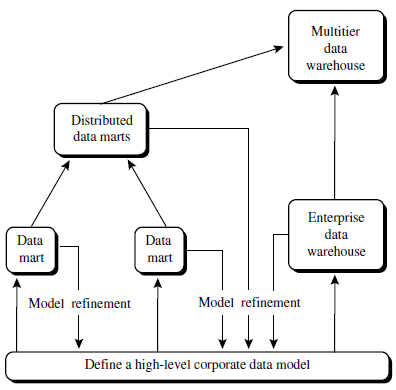 Multitier
data
warehouse
Distributed
data marts
Data
mart
Data
mart
Enterprise
data
warehouse
Model refinement
Model refinement
Define a high-level corporate data model